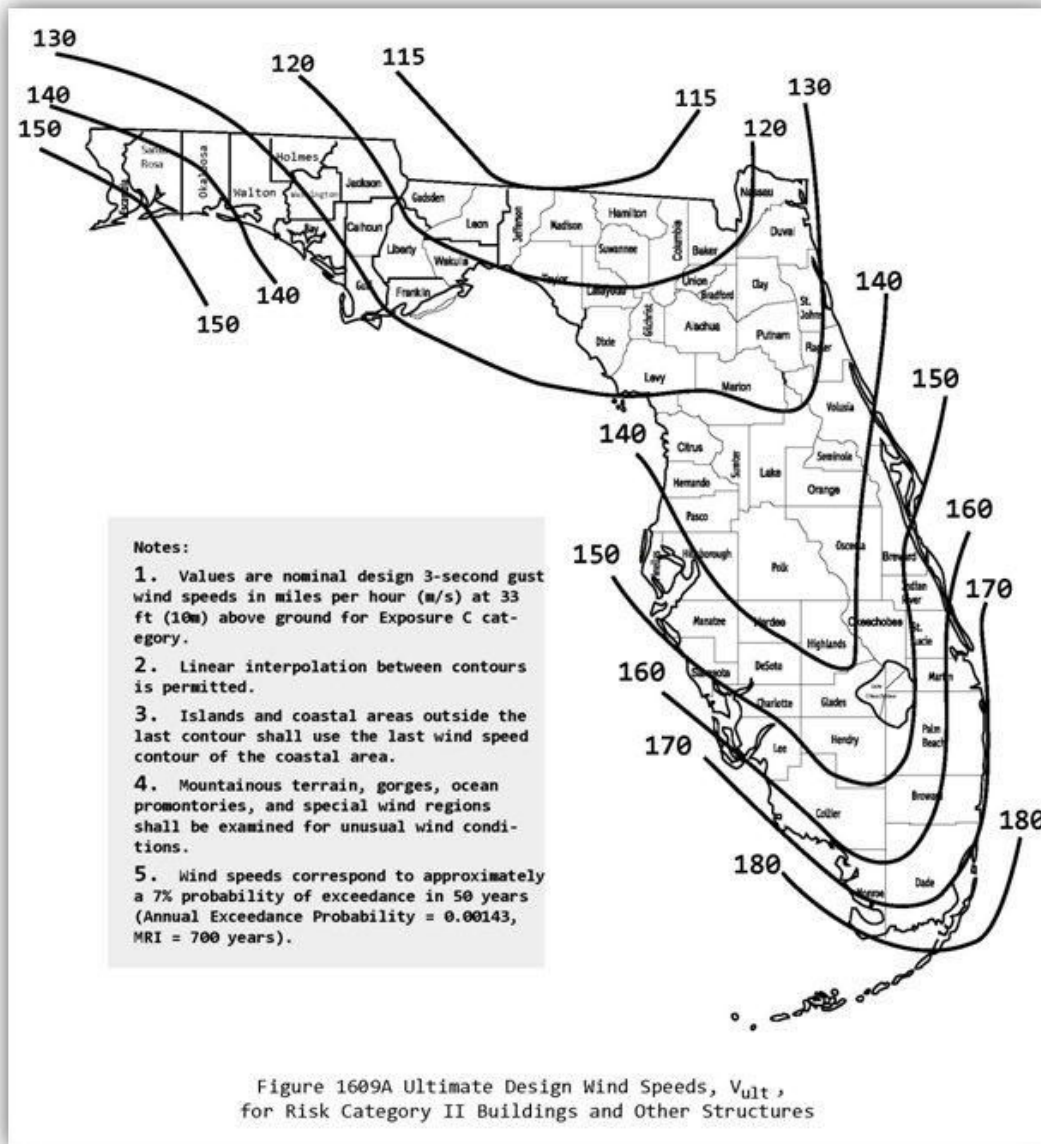 130
120
115
140
150
115
130
120
Santa
Rosa
Okaloosa
Holmes
Walton
Washington
Jackson
Gadsden
Leon
Jefferson
Madison
Hamilton
Columbia
Nassau
Baker
Duval
Bay
Calhoun
Liberty
Wakulla
Suwannee
Taylor
Lafayette
Union
Bradford
Clay
St.
Johns
Gulf
Franklin
Dixie
Gilchrist
Alachua
Putnam
Flagler
140
150
140
Levy
Marion
Volusia
150
140
Citrus
Sumter
Lake
Seminole
Hernando
Orange
Pasco
160
150
Pinellas
Hillsborough
Polk
Osceola
Brevard
Indian
River
170
Manatee
Hardee
Highlands
Okeechobee
St.
Lucie
160
Sarasota
DeSoto
Martin
Charlotte
Glades
170
Lee
Hendry
Palm
Beach
Collier
Broward
180
180
Monroe
Dade
Notes:
1. Values are nominal design 3-second gust
wind speeds in miles per hour (m/s) at 33
ft (10m) above ground for Exposure C cat-
egory.
2. Linear interpolation between contours
is permitted.
3. Islands and coastal areas outside the
last contour shall use the last wind speed
contour of the coastal area.
4. Mountainous terrain, gorges, ocean
promontories, and special wind regions
shall be examined for unusual wind condi-
tions.
5. Wind speeds correspond to approximately
a 7% probability of exceedance in 50 years
(Annual Exceedance Probability = 0.00143,
MRI = 700 years).
Figure 1609A Ultimate Design Wind Speeds, Vult ,
for Risk Category II Buildings and Other Structures